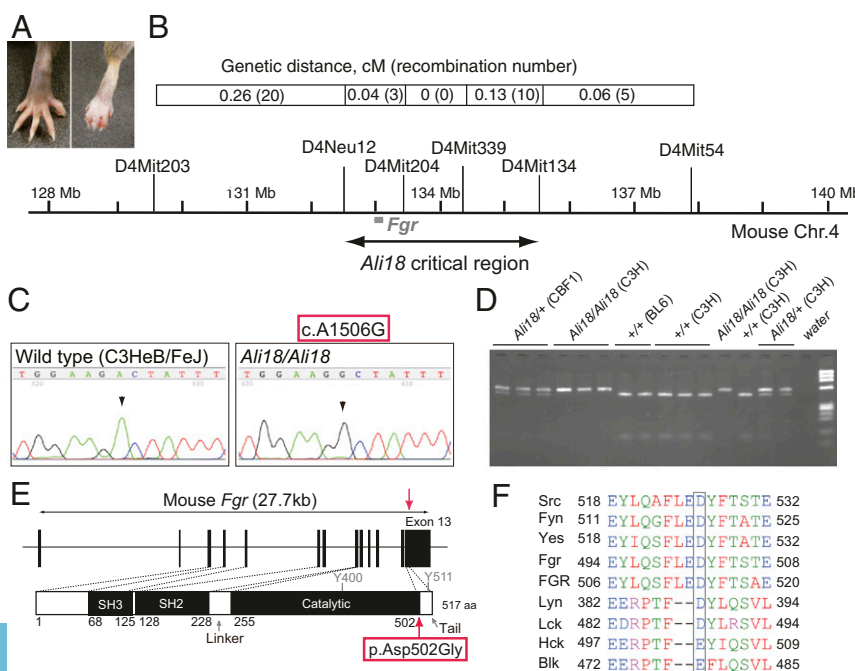 A
B
Genetic distance, cM (recombination number)
0.26 (20) 0.04 (3) 0 (0) 0.13 (10) 0.06 (5)
D4Mit203 D4Neu12 D4Mit204 D4Mit339 D4Mit134 D4Mit54
128 Mb 131 Mb 134 Mb 137 Mb 140 Mb
Fgr
Mouse Chr.4
Ali18 critical region
C
c.A1506G
Wild type (C3HeB/FeJ)
T G G A A G A C T A T T T
420 430
Ali18/Ali18
T G G A A G G C T A T T T
D
Ali18/+ (CBF1)
Ali18/Ali18 (C3H)
+/+ (BL6)
+/+ (C3H)
Ali18/Ali18 (C3H)
+/+ (C3H)
Ali18/+ (C3H)
water
E
Mouse Fgr (27.7kb)
Exon 13
Y400 Y511
SH3 SH2 Catalytic 517 aa
1 68 125 128 228 255 502
Linker Tail
p.Asp502Gly
F
Src 518 EYLQAFLEDYFTSTE 532
Fyn 511 EYLQGFLEDYFTATE 525
Yes 518 EYIQSFLEDYFTATE 532
Fgr 494 EYLQSFLEDYFTSTE 508
FGR 506 EYLQSFLEDYFTSAE 520
Lyn 382 EERPTF--DYLQSVL 394
Lck 482 EDRPTF--DYLRSVL 494
Hck 497 EERPTF--EYIQSVL 509
Blk 472 EERPTF--EFLQSVL 485